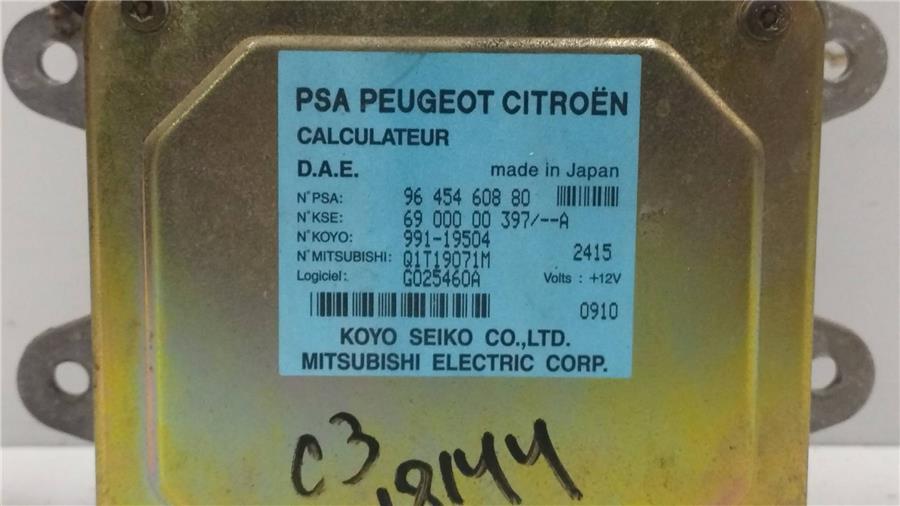 PSA PEUGEOT CITROËN
CALCULATEUR
D.A.E. made in Japan
N°PSA: 96 454 608 80
N°KSE: 69 000 00 397/--A
N°KOYO: 991-19504
N°MITSUBISHI: Q1T19071M 2415
Logiciel: G025460A Volts : +12V
0910
KOYO SEIKO CO.,LTD.
MITSUBISHI ELECTRIC CORP.
C3
18144